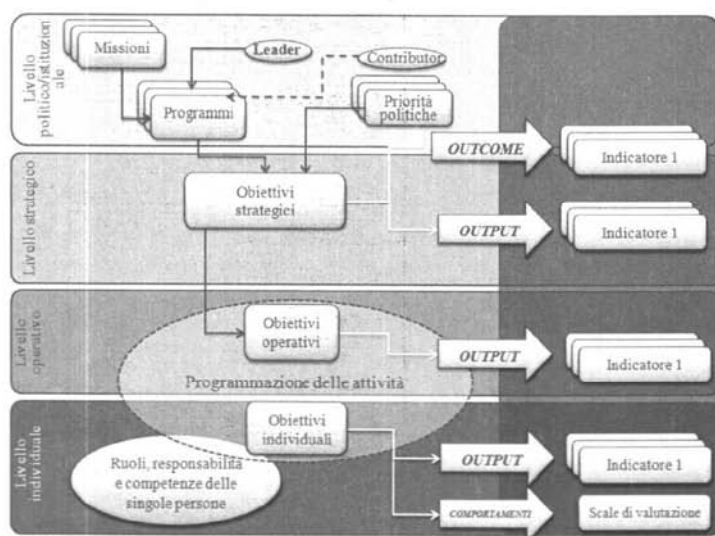 Livello
politico/istituzion
ale
Missioni
Leader
Contributor
Programmi
Priorità
politiche
OUTCOME
Indicatore 1
Livello strategico
Obiettivi
strategici
OUTPUT
Indicatore 1
Livello
operativo
Obiettivi
operativi
OUTPUT
Indicatore 1
Programmazione delle attività
Livello
individuale
Obiettivi
individuali
Ruoli, responsabilità
e competenze delle
singole persone
OUTPUT
Indicatore 1
COMPORTAMENTI
Scale di valutazione